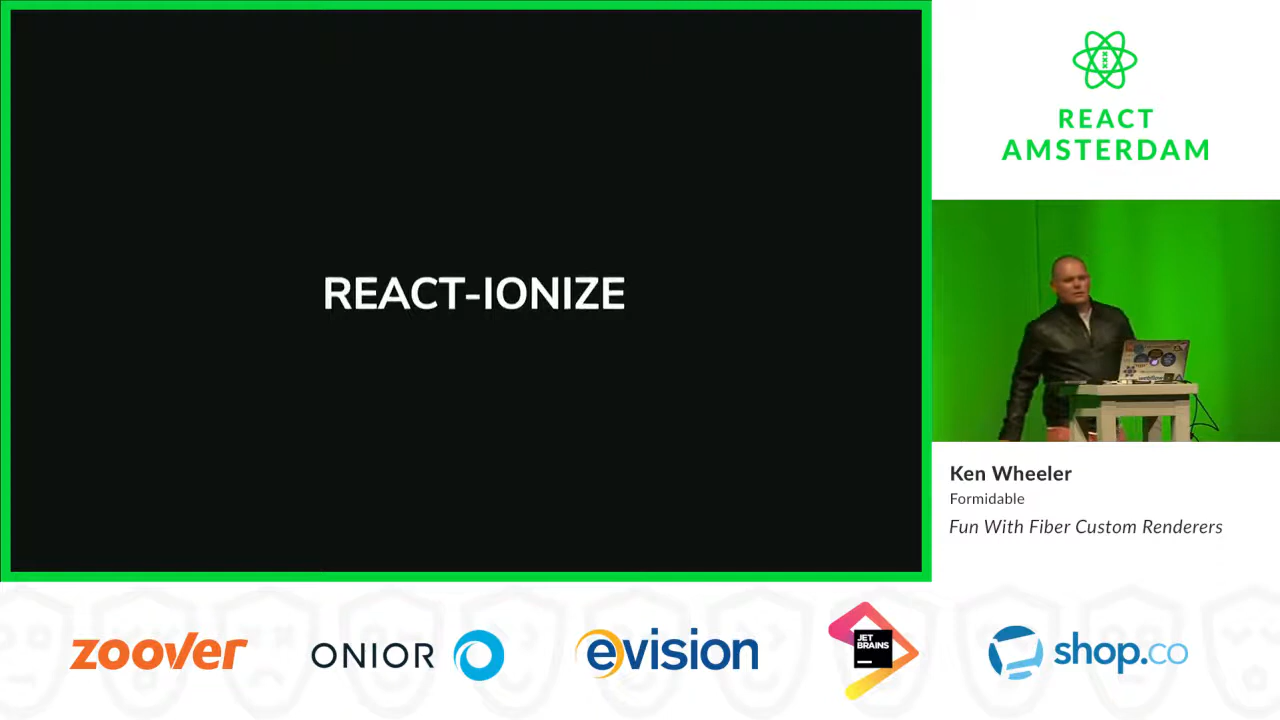 REACT-IONIZE
XXX
REACT
AMSTERDAM
Ken Wheeler
Formidable
Fun With Fiber Custom Renderers
zoover
ONIOR
evision
JET
BRAINS
shop.co